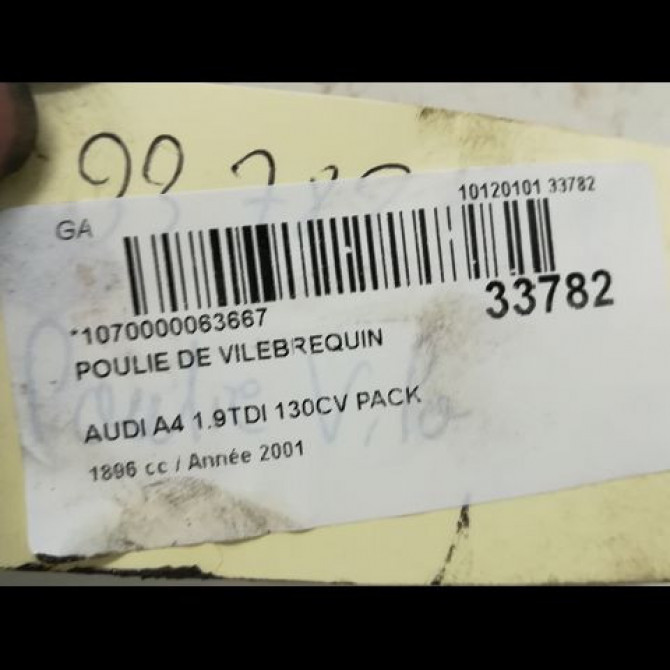 10120101 33782
GA
33782
*1070000063667
POULIE DE VILEBREQUIN
AUDI A4 1.9TDI 130CV PACK
1896 cc / Année 2001